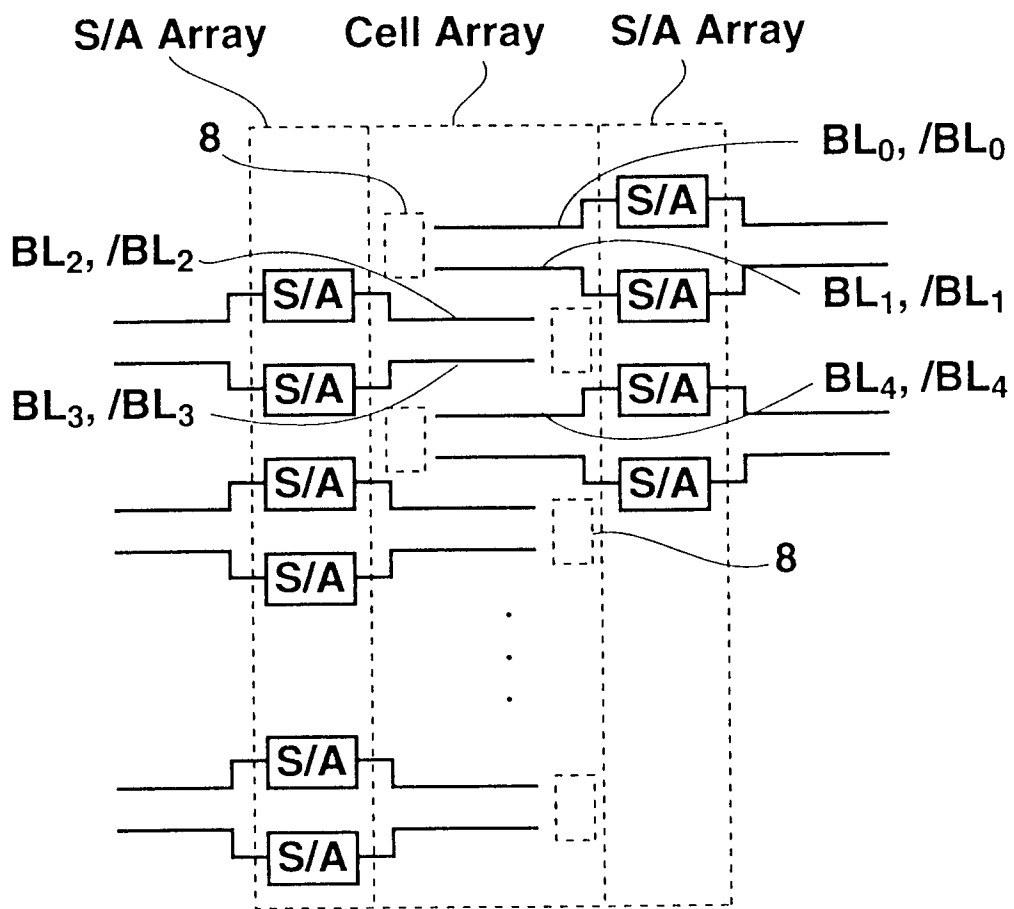 S/A Array Cell Array S/A Array
8
BL₀, /BL₀
S/A
BL₂, /BL₂
S/A
S/A
BL₁, /BL₁
S/A
S/A
BL₄, /BL₄
BL₃, /BL₃
S/A
S/A
8
S/A
S/A
S/A